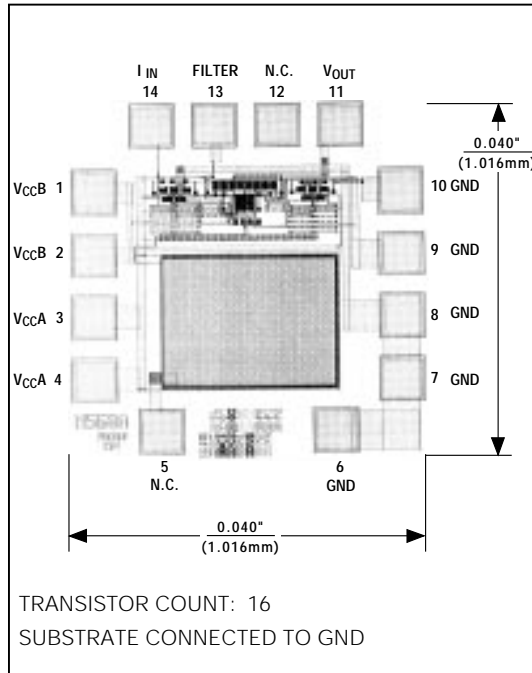 I IN FILTER N.C. VOUT
14 13 12 11
0.040"
(1.016mm)
VCCB 1
10 GND
VCCB 2
9 GND
VCCA 3
8 GND
VCCA 4
7 GND
5 6
N.C. GND
0.040"
(1.016mm)
TRANSISTOR COUNT: 16
SUBSTRATE CONNECTED TO GND